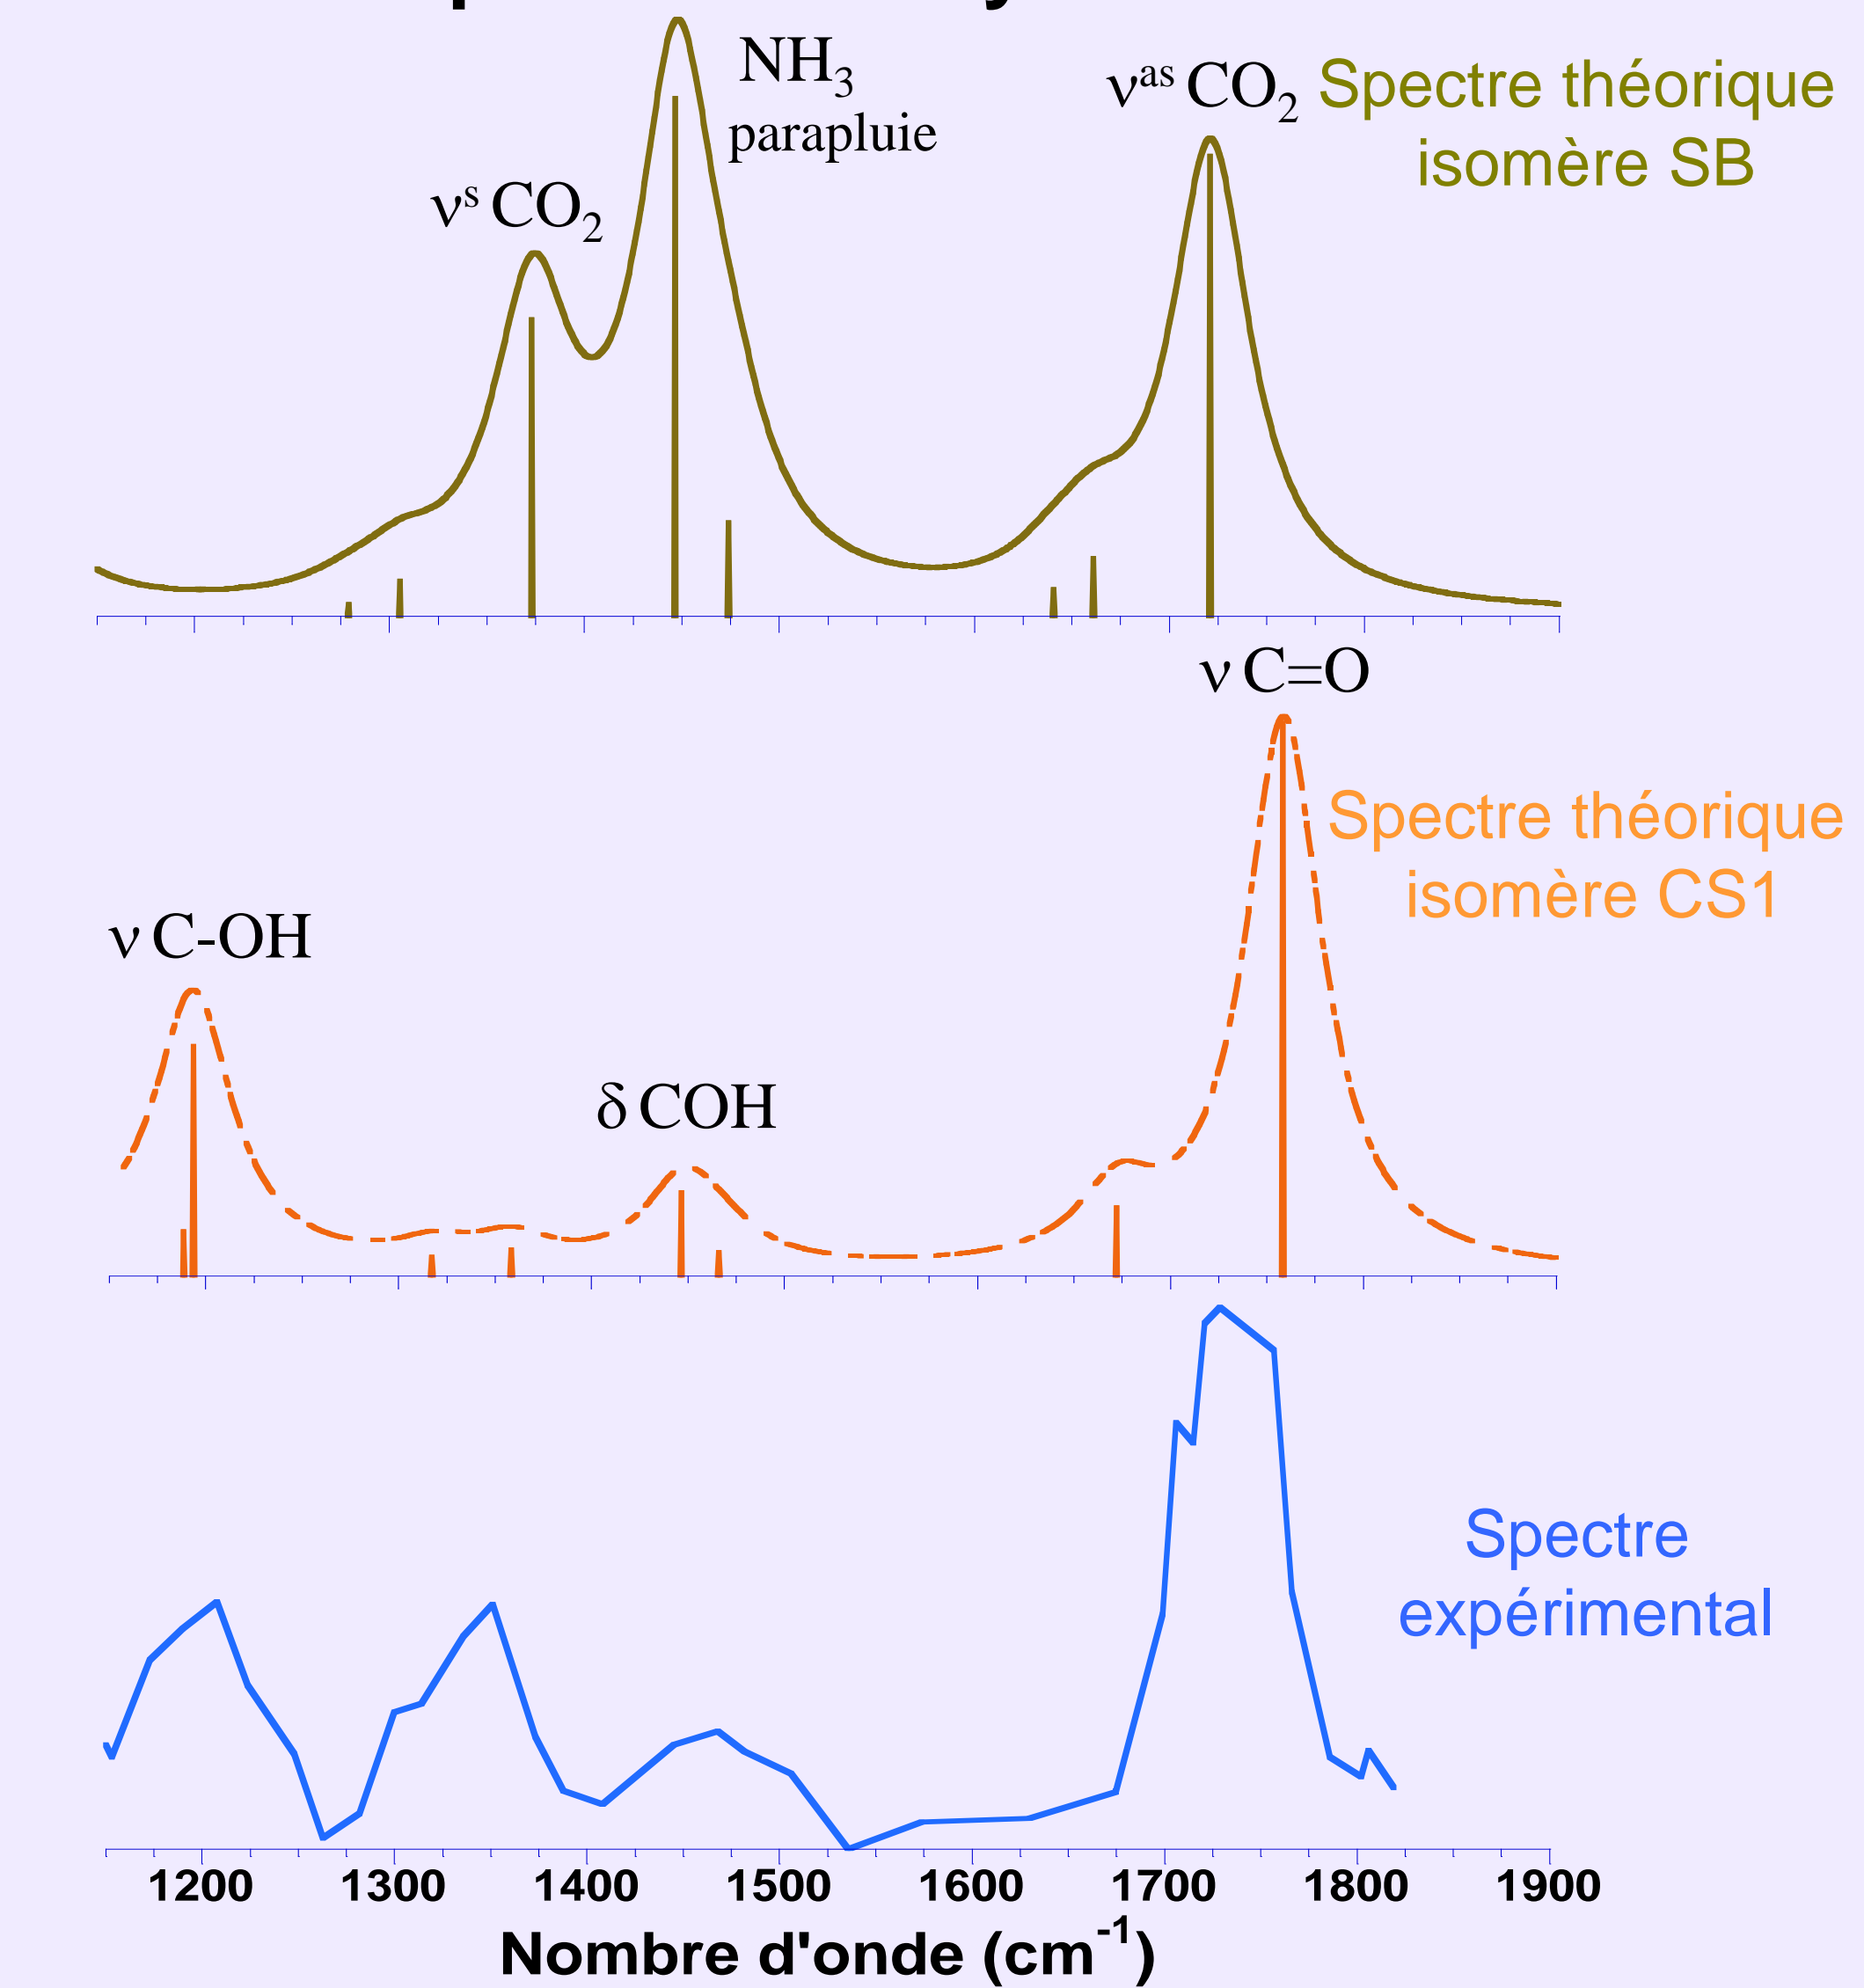 NH₃
parapluie
νᵃˢ CO₂
Spectre théorique
isomère SB
νˢ CO₂
ν C=O
Spectre théorique
isomère CS1
ν C-OH
δ COH
Spectre
expérimental
1200 1300 1400 1500 1600 1700 1800 1900
Nombre d'onde (cm⁻¹)